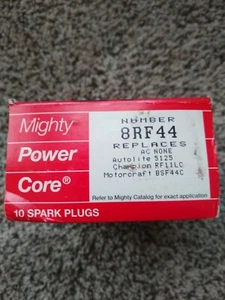 NUMBER
8RF44
REPLACES
AC NONE
Autolite 5125
Champion RF11LC
Motorcraft BSF44C
Mighty
Power
Core®
Refer to Mighty Catalog for exact application
10 SPARK PLUGS